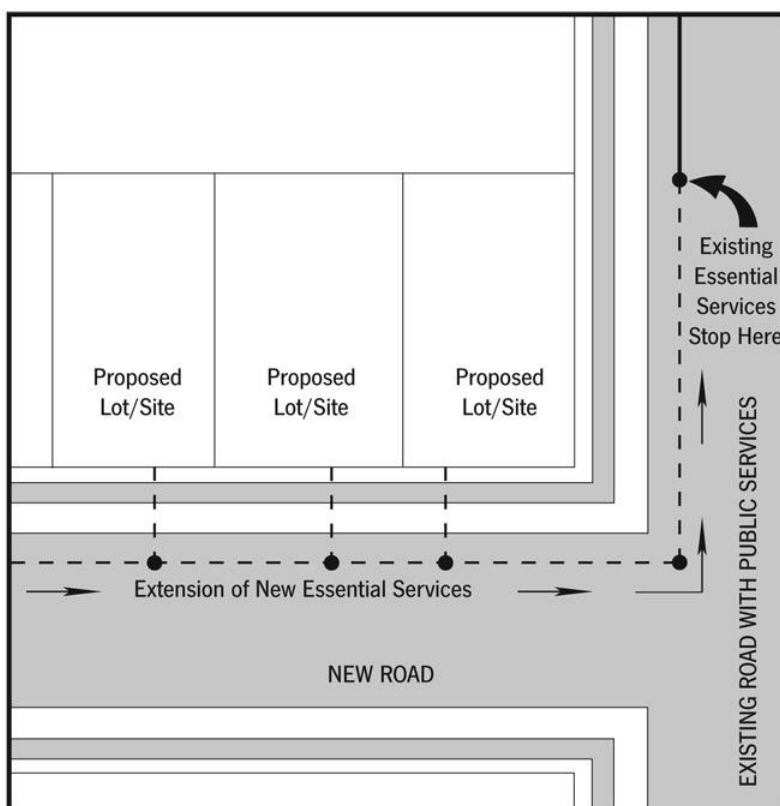 Existing
Essential
Services
Stop Here
Proposed
Lot/Site
Proposed
Lot/Site
Proposed
Lot/Site
EXISTING ROAD WITH PUBLIC SERVICES
Extension of New Essential Services
NEW ROAD